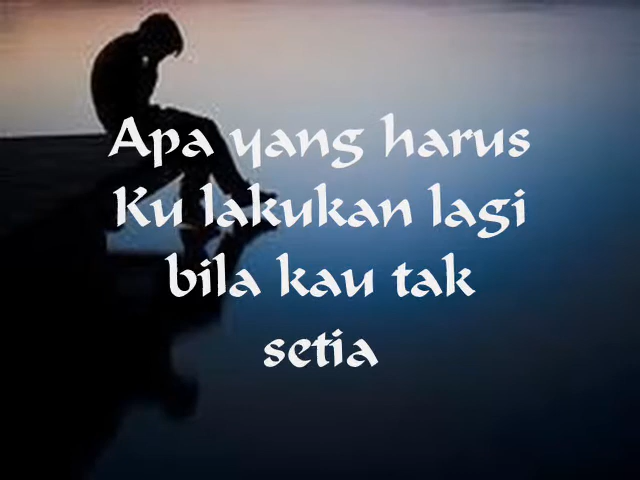 Apa yang harus
Ku lakukan lagi
bila kau tak
setia